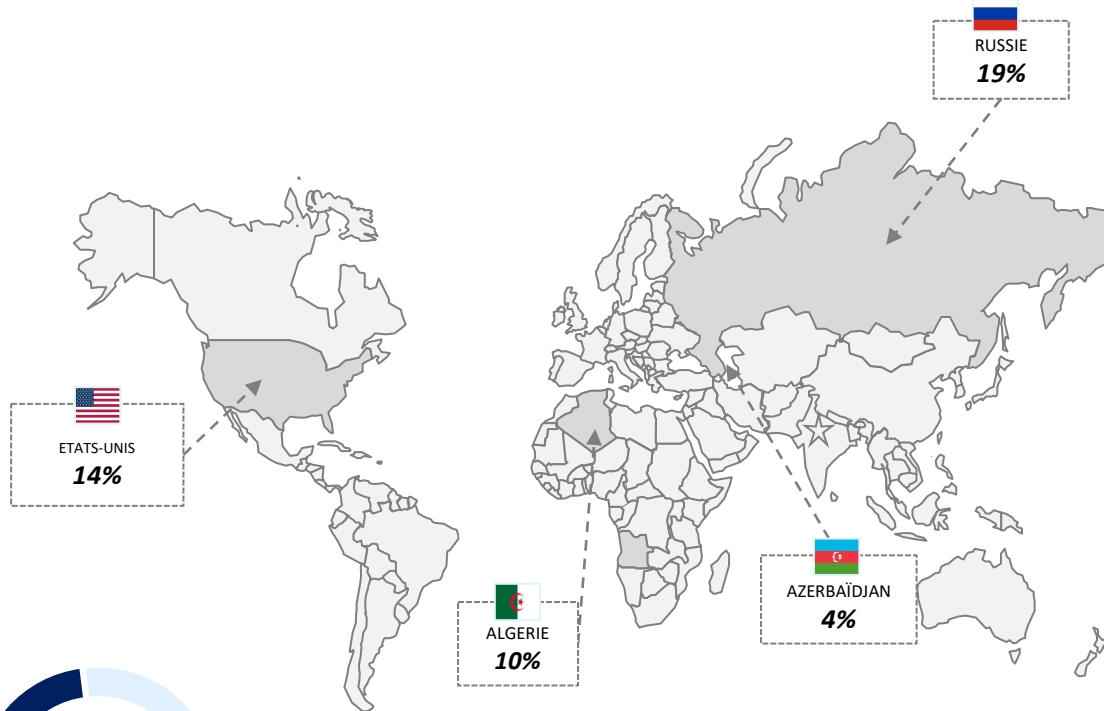 RUSSIE
19%
ETATS-UNIS
14%
AZERBAÏDJAN
4%
ALGERIE
10%